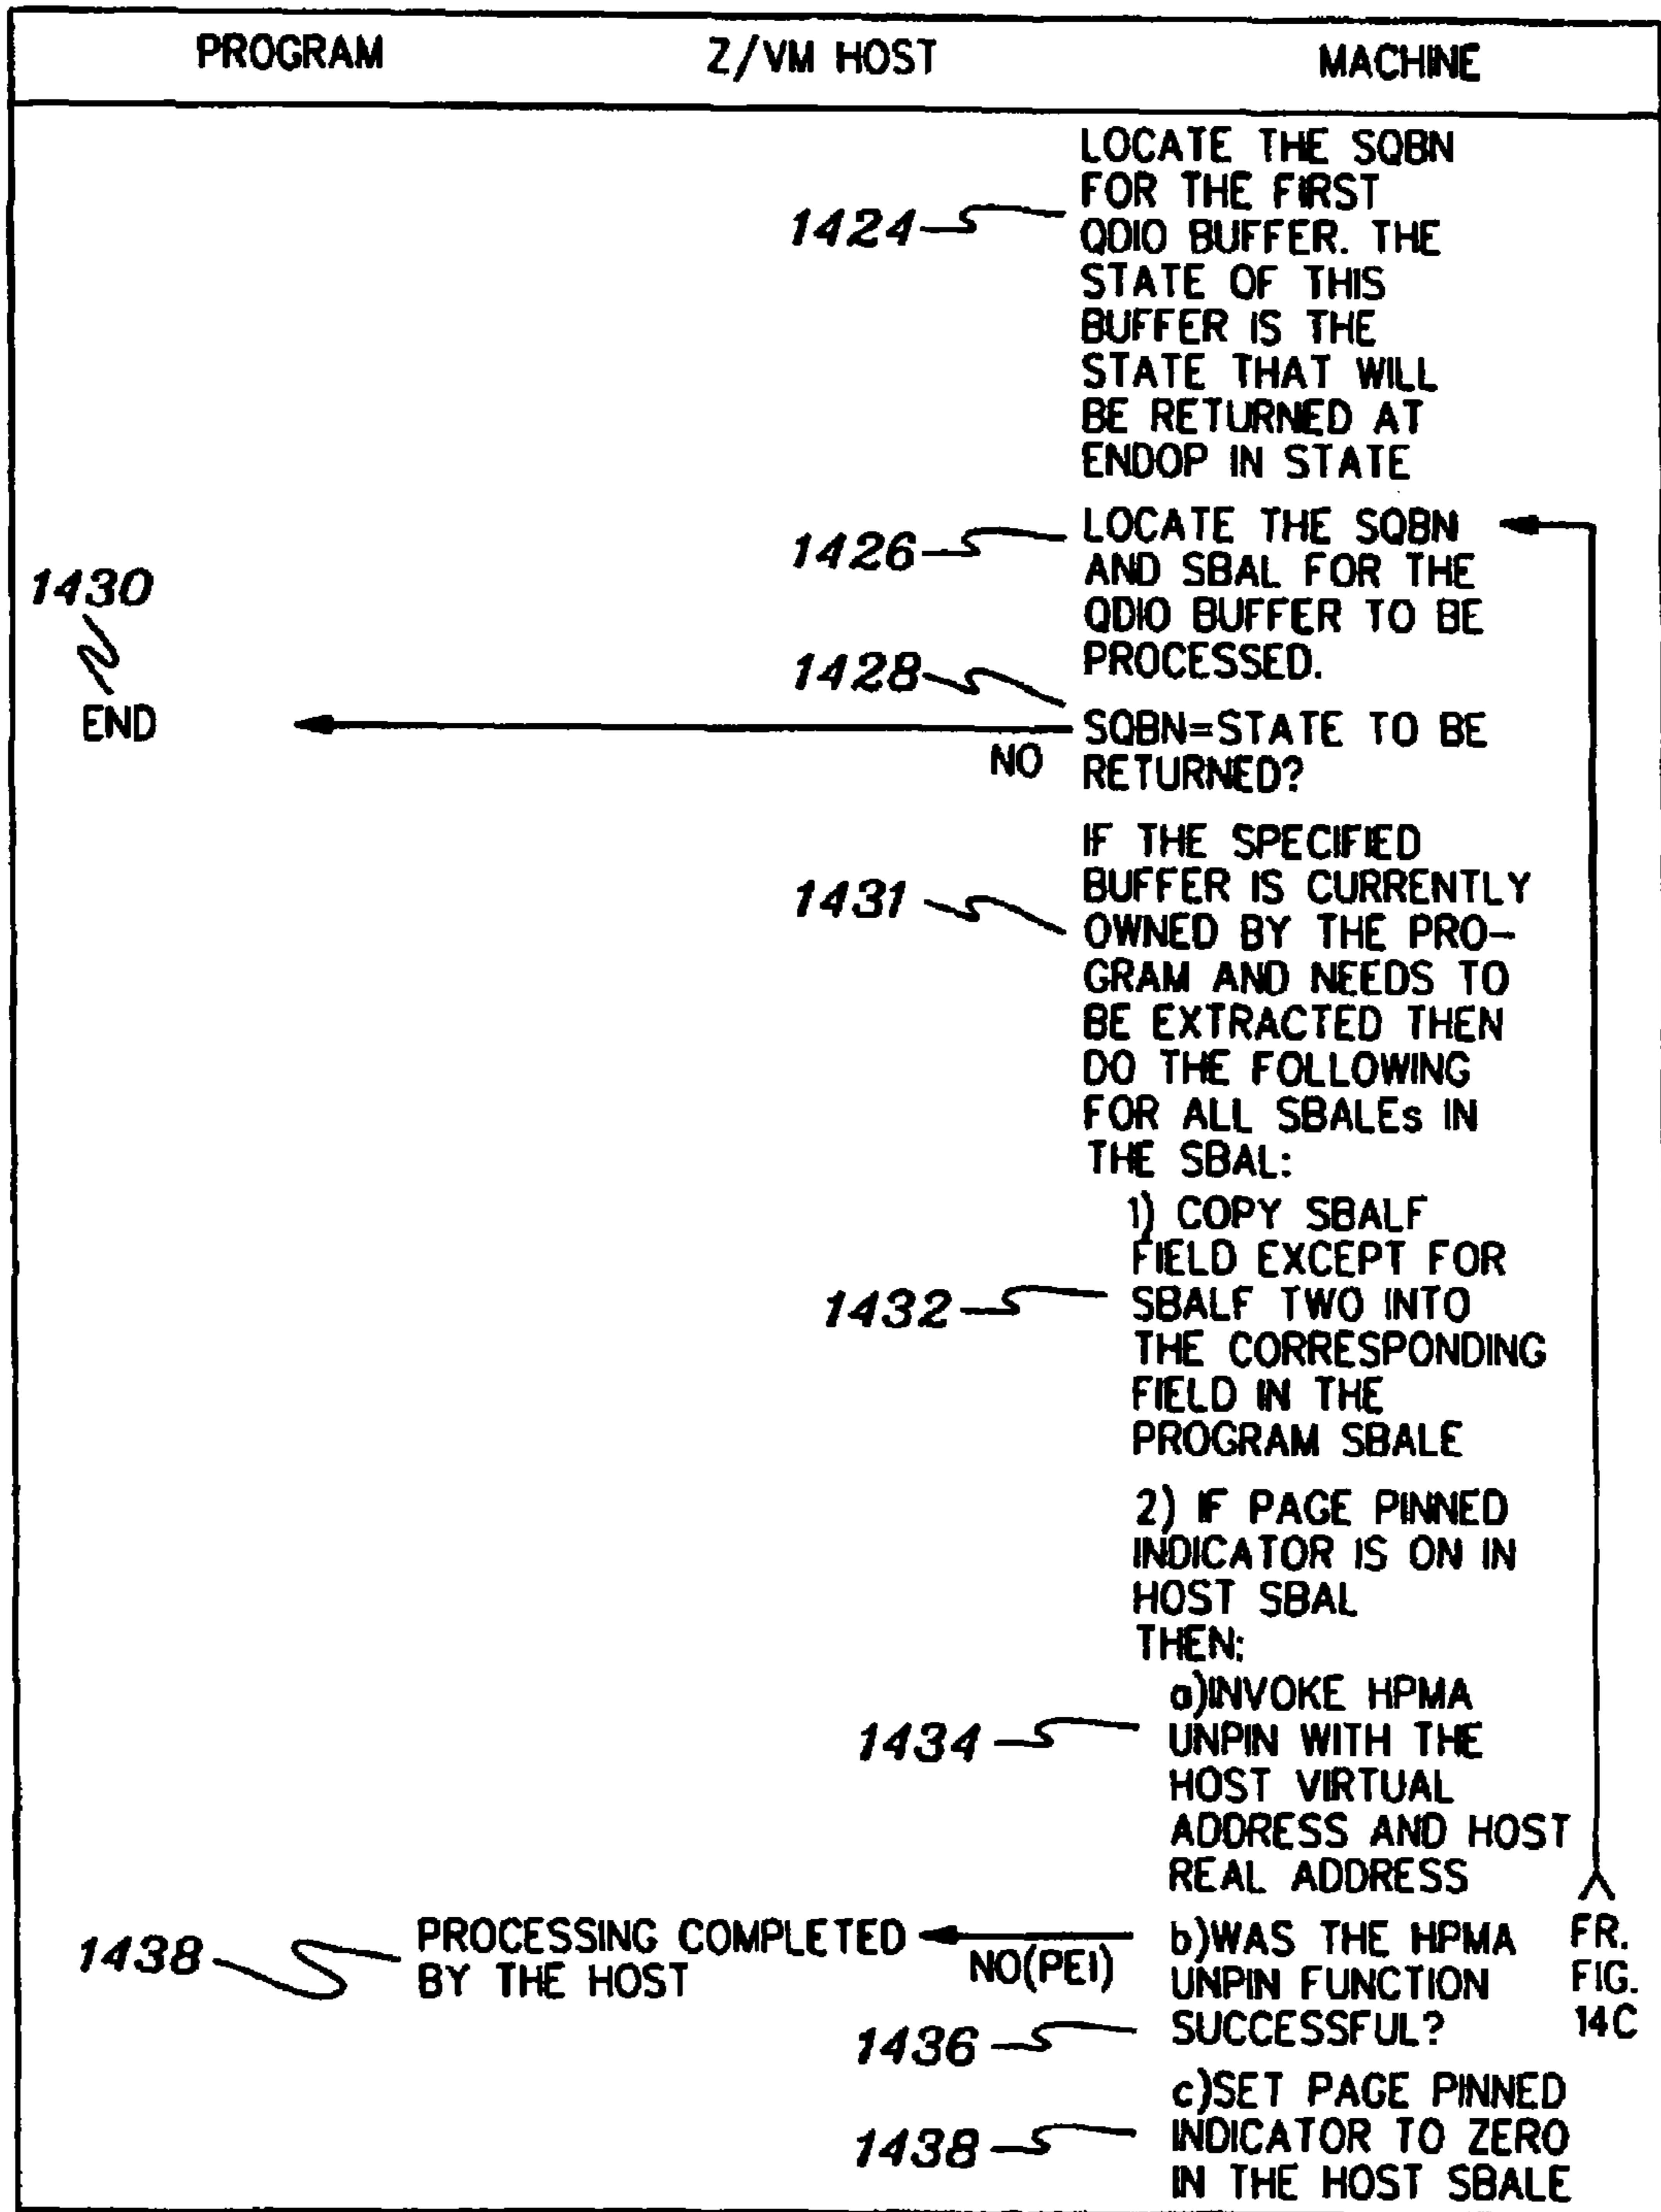 PROGRAM Z/VM HOST MACHINE
LOCATE THE SQBN
FOR THE FIRST
1424 QDIO BUFFER. THE
STATE OF THIS
BUFFER IS THE
STATE THAT WILL
BE RETURNED AT
ENDOP IN STATE
1426 LOCATE THE SQBN
AND SBAL FOR THE
1430 QDIO BUFFER TO BE
1428 PROCESSED.
END SQBN=STATE TO BE
NO RETURNED?
IF THE SPECIFIED
1431 BUFFER IS CURRENTLY
OWNED BY THE PRO-
GRAM AND NEEDS TO
BE EXTRACTED THEN
DO THE FOLLOWING
FOR ALL SBALEs IN
THE SBAL:
1) COPY SBALF
FIELD EXCEPT FOR
1432 SBALF TWO INTO
THE CORRESPONDING
FIELD IN THE
PROGRAM SBALE
2) IF PAGE PINNED
INDICATOR IS ON IN
HOST SBAL
THEN:
a)INVOKE HPMA
1434 UNPIN WITH THE
HOST VIRTUAL
ADDRESS AND HOST
REAL ADDRESS
1438 PROCESSING COMPLETED b)WAS THE HPMA FR.
BY THE HOST NO(PEI) UNPIN FUNCTION FIG.
1436 SUCCESSFUL? 14C
c)SET PAGE PINNED
1438 INDICATOR TO ZERO
IN THE HOST SBALE